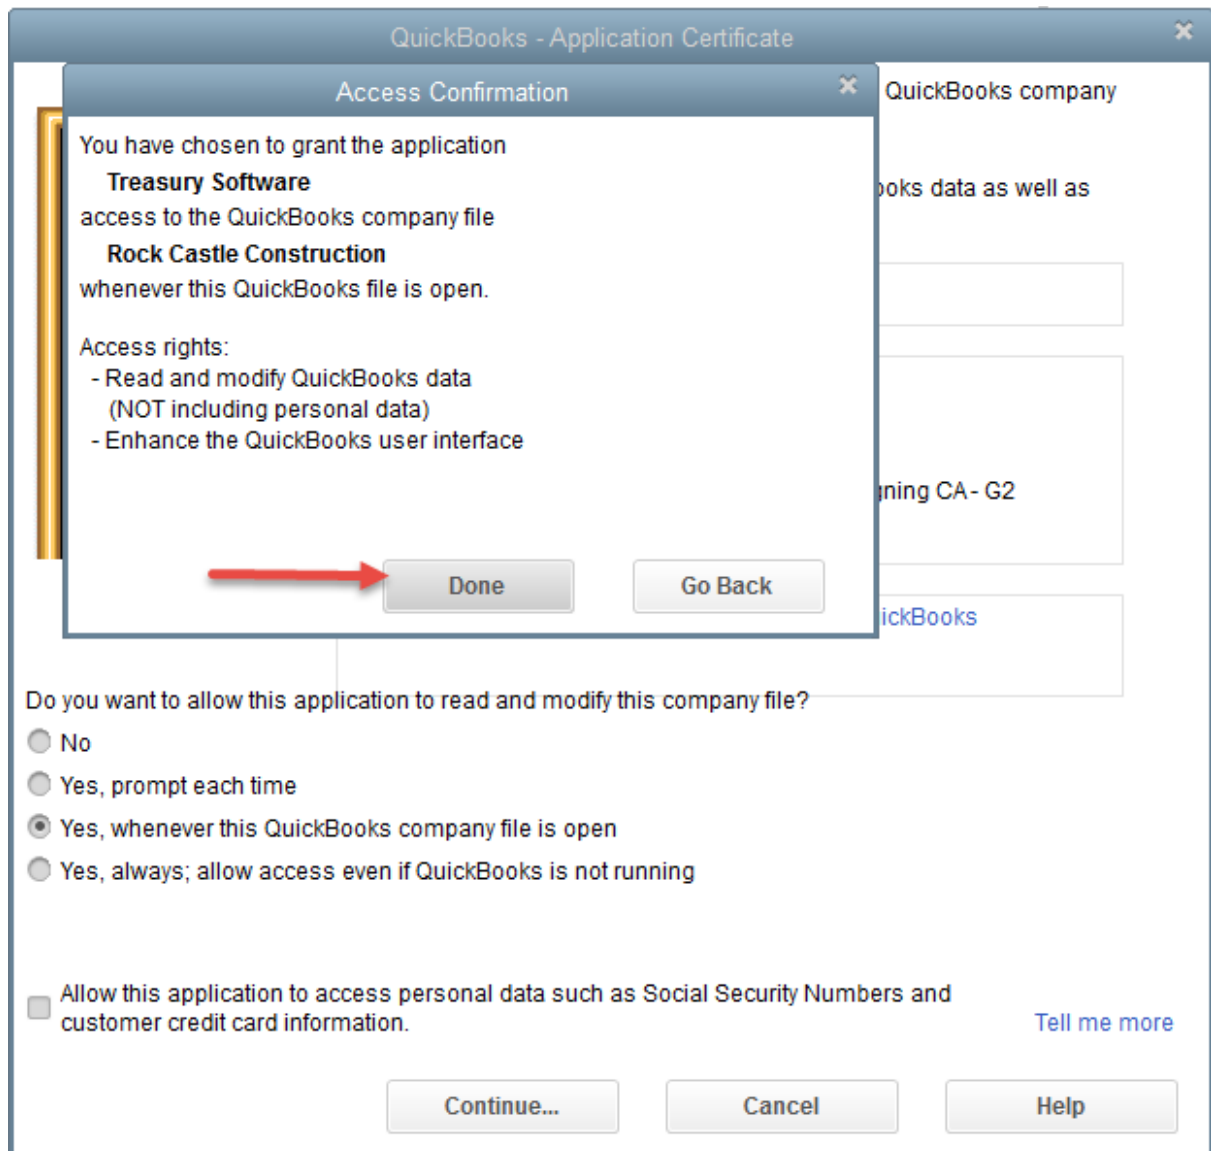 QuickBooks - Application Certificate
Access Confirmation
QuickBooks company
You have chosen to grant the application
Treasury Software
data as well as
access to the QuickBooks company file
Rock Castle Construction
whenever this QuickBooks file is open.
Access rights:
- Read and modify QuickBooks data
(NOT including personal data)
- Enhance the QuickBooks user interface
CA - G2
Done
Go Back
Do you want to allow this application to read and modify this company file?
No
Yes, prompt each time
Yes, whenever this QuickBooks company file is open
Yes, always; allow access even if QuickBooks is not running
Allow this application to access personal data such as Social Security Numbers and
customer credit card information.
Tell me more
Continue...
Cancel
Help